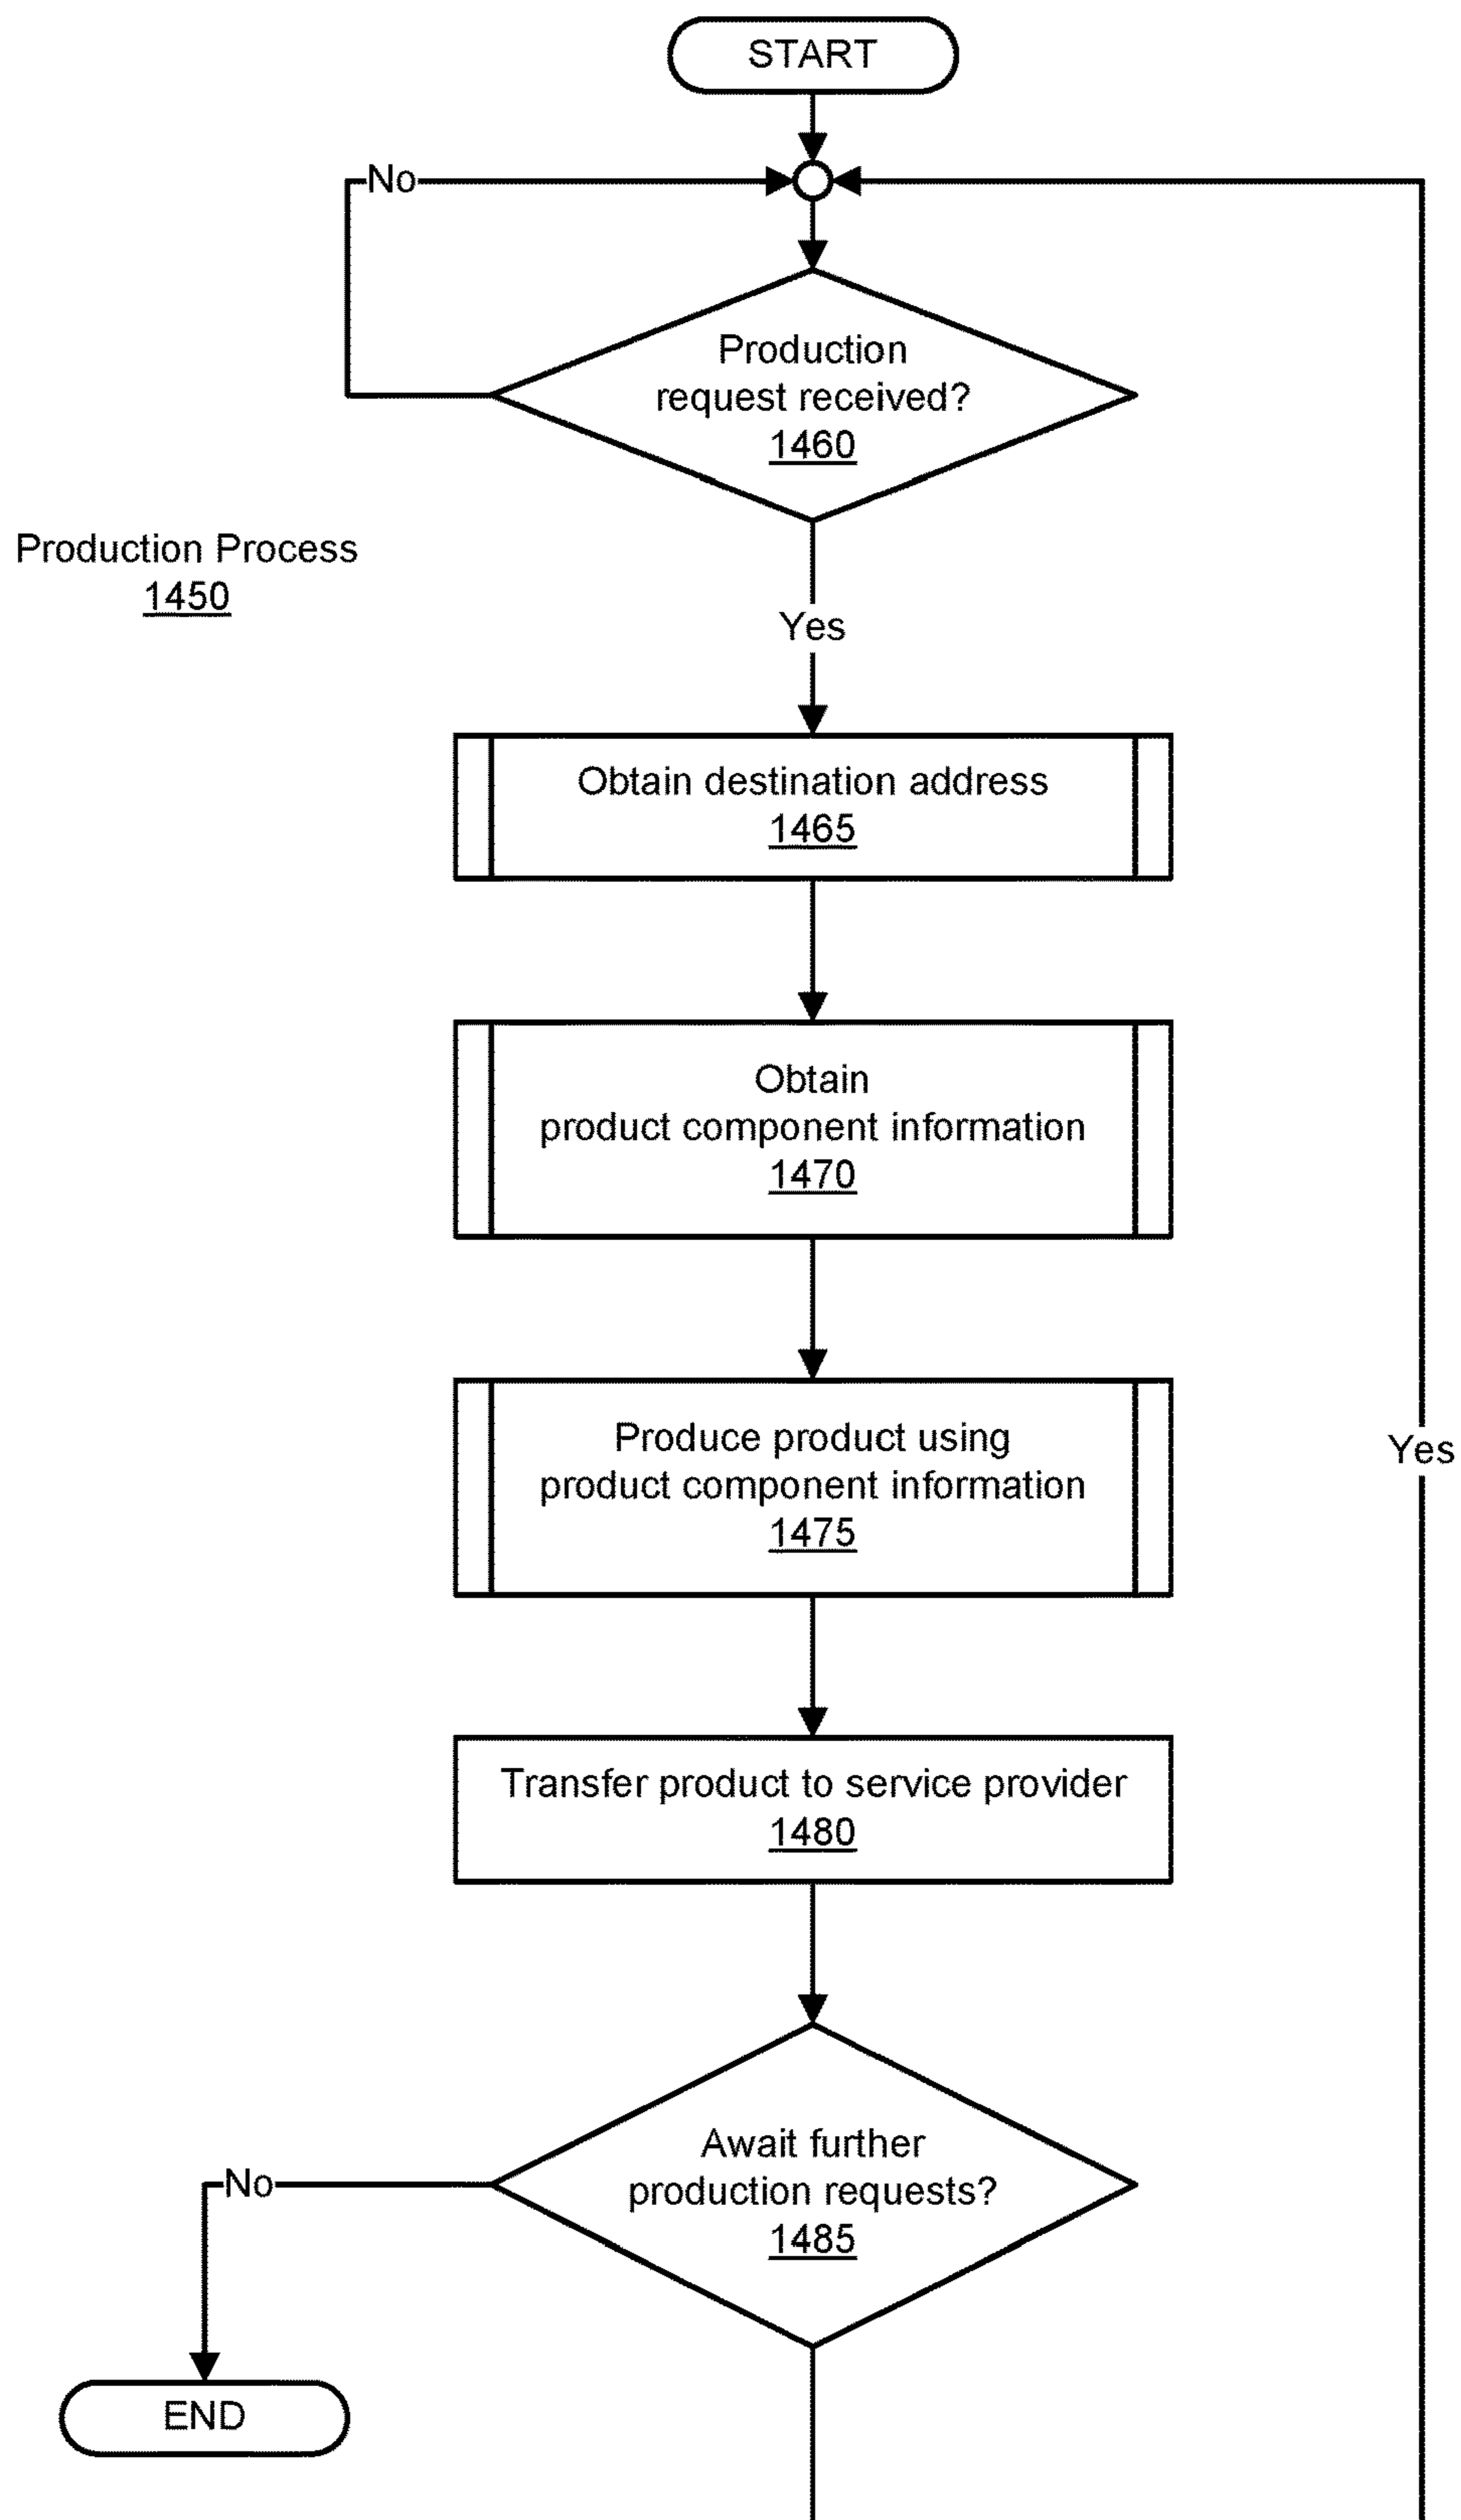 START
No
Production
request received?
1460
Production Process
1450
Yes
Obtain destination address
1465
Obtain
product component information
1470
Produce product using
product component information
1475
Yes
Transfer product to service provider
1480
Await further
production requests?
1485
No
END